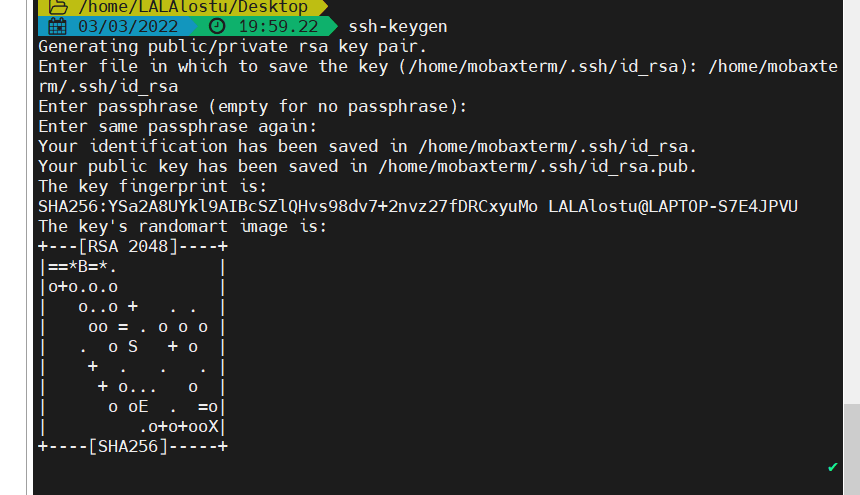 /home/LALAlostu/Desktop
03/03/2022 19:59.22 ssh-keygen
Generating public/private rsa key pair.
Enter file in which to save the key (/home/mobaxterm/.ssh/id_rsa): /home/mobaxte
rm/.ssh/id_rsa
Enter passphrase (empty for no passphrase):
Enter same passphrase again:
Your identification has been saved in /home/mobaxterm/.ssh/id_rsa.
Your public key has been saved in /home/mobaxterm/.ssh/id_rsa.pub.
The key fingerprint is:
SHA256:YSa2A8UYkl9AIBcSZlQHvs98dv7+2nvz27fDRCxyuMo LALAlostu@LAPTOP-S7E4JPVU
The key's randomart image is:
+---[RSA 2048]----+
|==*B=*.          |
|o+o.o.o          |
|   o..o +   . .  |
|    oo = . o o o |
|   .  o S   + o  |
|    +  .   .   . |
|     + o...   o  |
|      o oE  .  =o|
|         .o+o+ooX|
+----[SHA256]-----+
✔